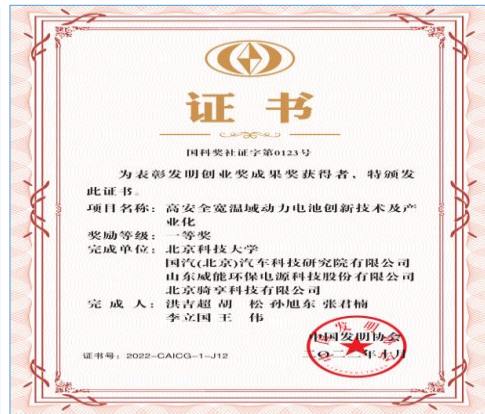 证书
国科奖社证字第0123号
为表彰发明创业奖成果奖获得者，特颁发
此证书。
项目名称：高安全宽温域动力电池创新技术及产
业化
奖励等级：一等奖
完成单位：北京科技大学
国汽(北京)汽车科技研究院有限公司
山东威能环保电源科技股份有限公司
北京骑享科技有限公司
完成人：洪吉超 胡 松 孙旭东 张君楠
李立国 王 伟
中国发明协会
二〇二二年十月
证书号：2022-CAICG-1-J12